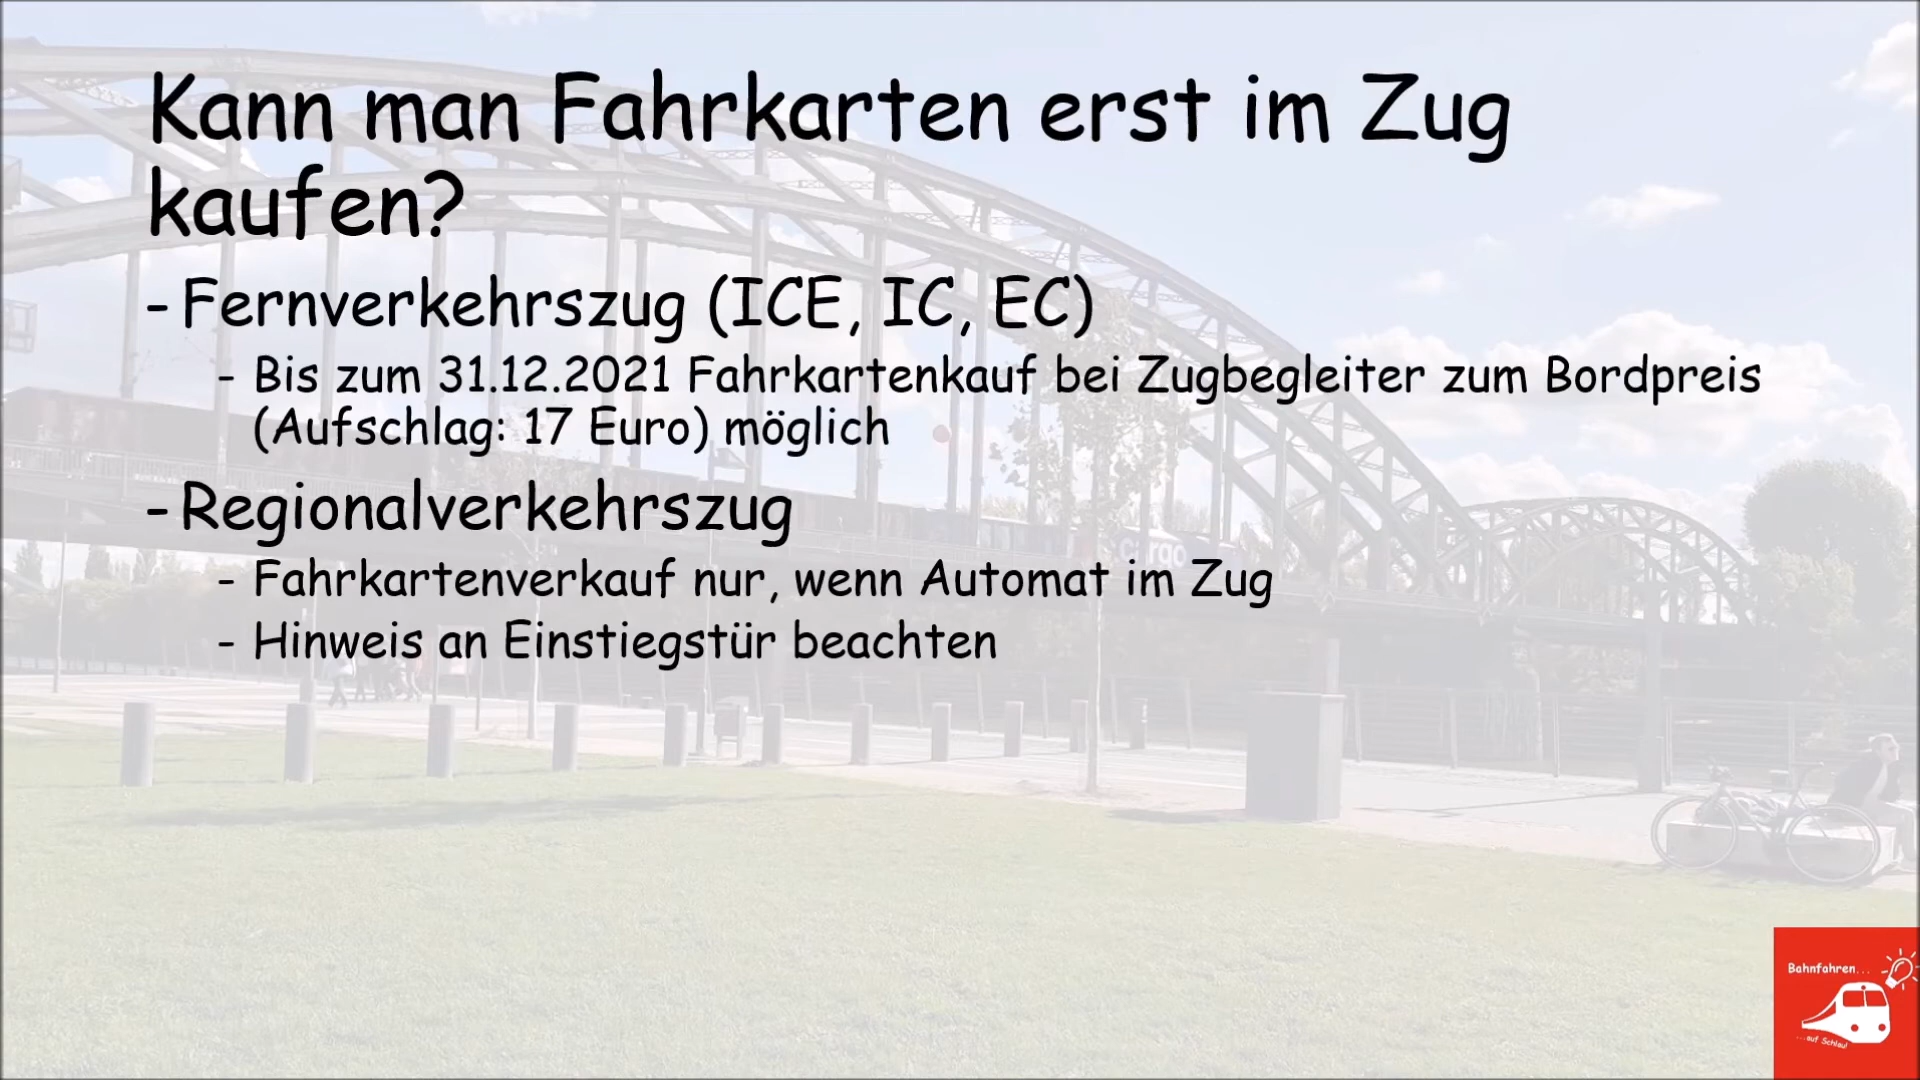 Kann man Fahrkarten erst im Zug
kaufen?
- Fernverkehrszug (ICE, IC, EC)
- Bis zum 31.12.2021 Fahrkartenkauf bei Zugbegleiter zum Bordpreis
(Aufschlag: 17 Euro) möglich
- Regionalverkehrszug
- Fahrkartenverkauf nur, wenn Automat im Zug
- Hinweis an Einstiegstür beachten
cargo
Bahnfahren...
...auf Schlau!